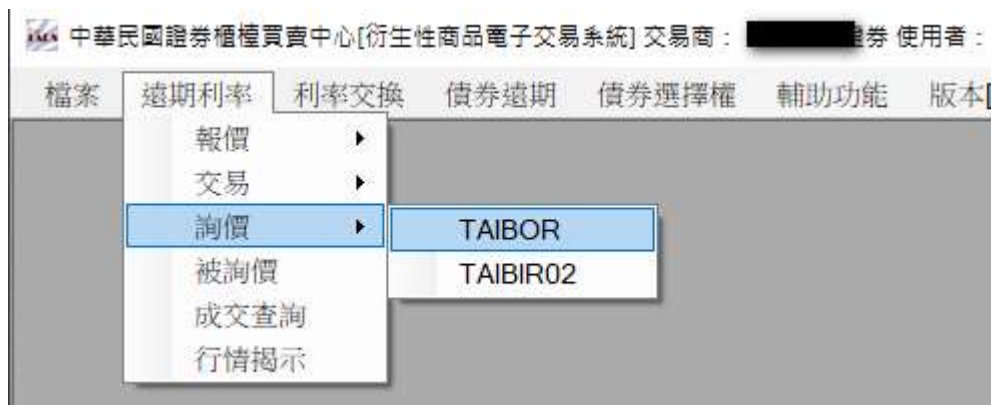 中華民國證券櫃檯買賣中心[衍生性商品電子交易系統] 交易商： 券 使用者：
檔案 遠期利率 利率交換 債券遠期 債券選擇權 輔助功能 版本[
報價
交易
詢價 TAIBOR
被詢價 TAIBIR02
成交查詢
行情揭示